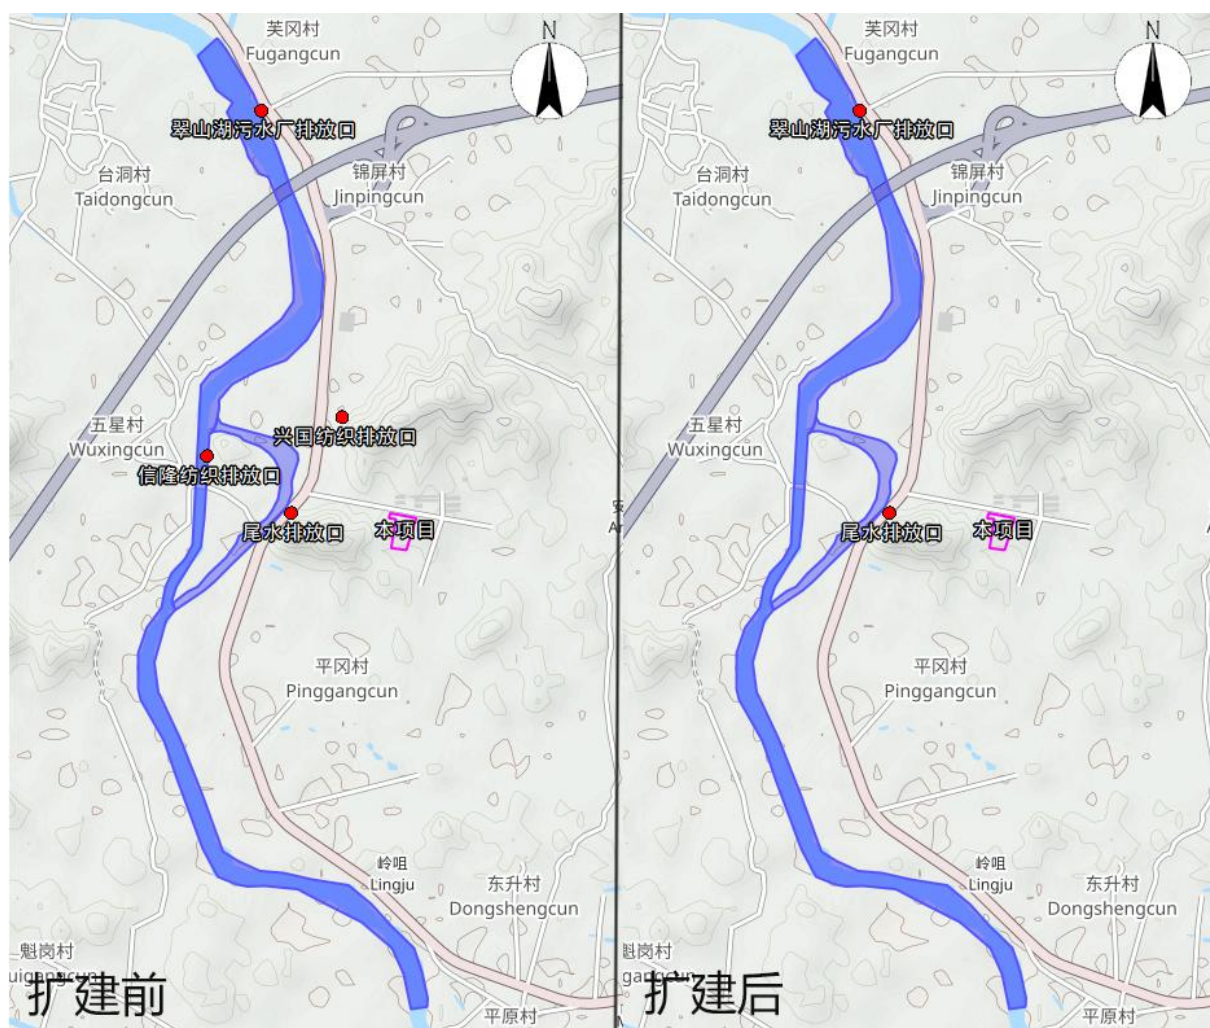 N
芙冈村
Fugangcun
翠山湖污水厂排放口
台洞村
Taidongcun
锦屏村
Jinpingcun
五星村
Wuxingcun
兴国纺织排放口
信隆纺织排放口
尾水排放口
本项目
平冈村
Pinggangcun
岭咀
Lingju
东升村
Dongshengcun
魁岗村
uigangcun
扩建前
平原村
N
芙冈村
Fugangcun
翠山湖污水厂排放口
台洞村
Taidongcun
锦屏村
Jinpingcun
五星村
Wuxingcun
尾水排放口
本项目
平冈村
Pinggangcun
岭咀
Lingju
东升村
Dongshengcun
魁岗村
gangcun
扩建后
平原村